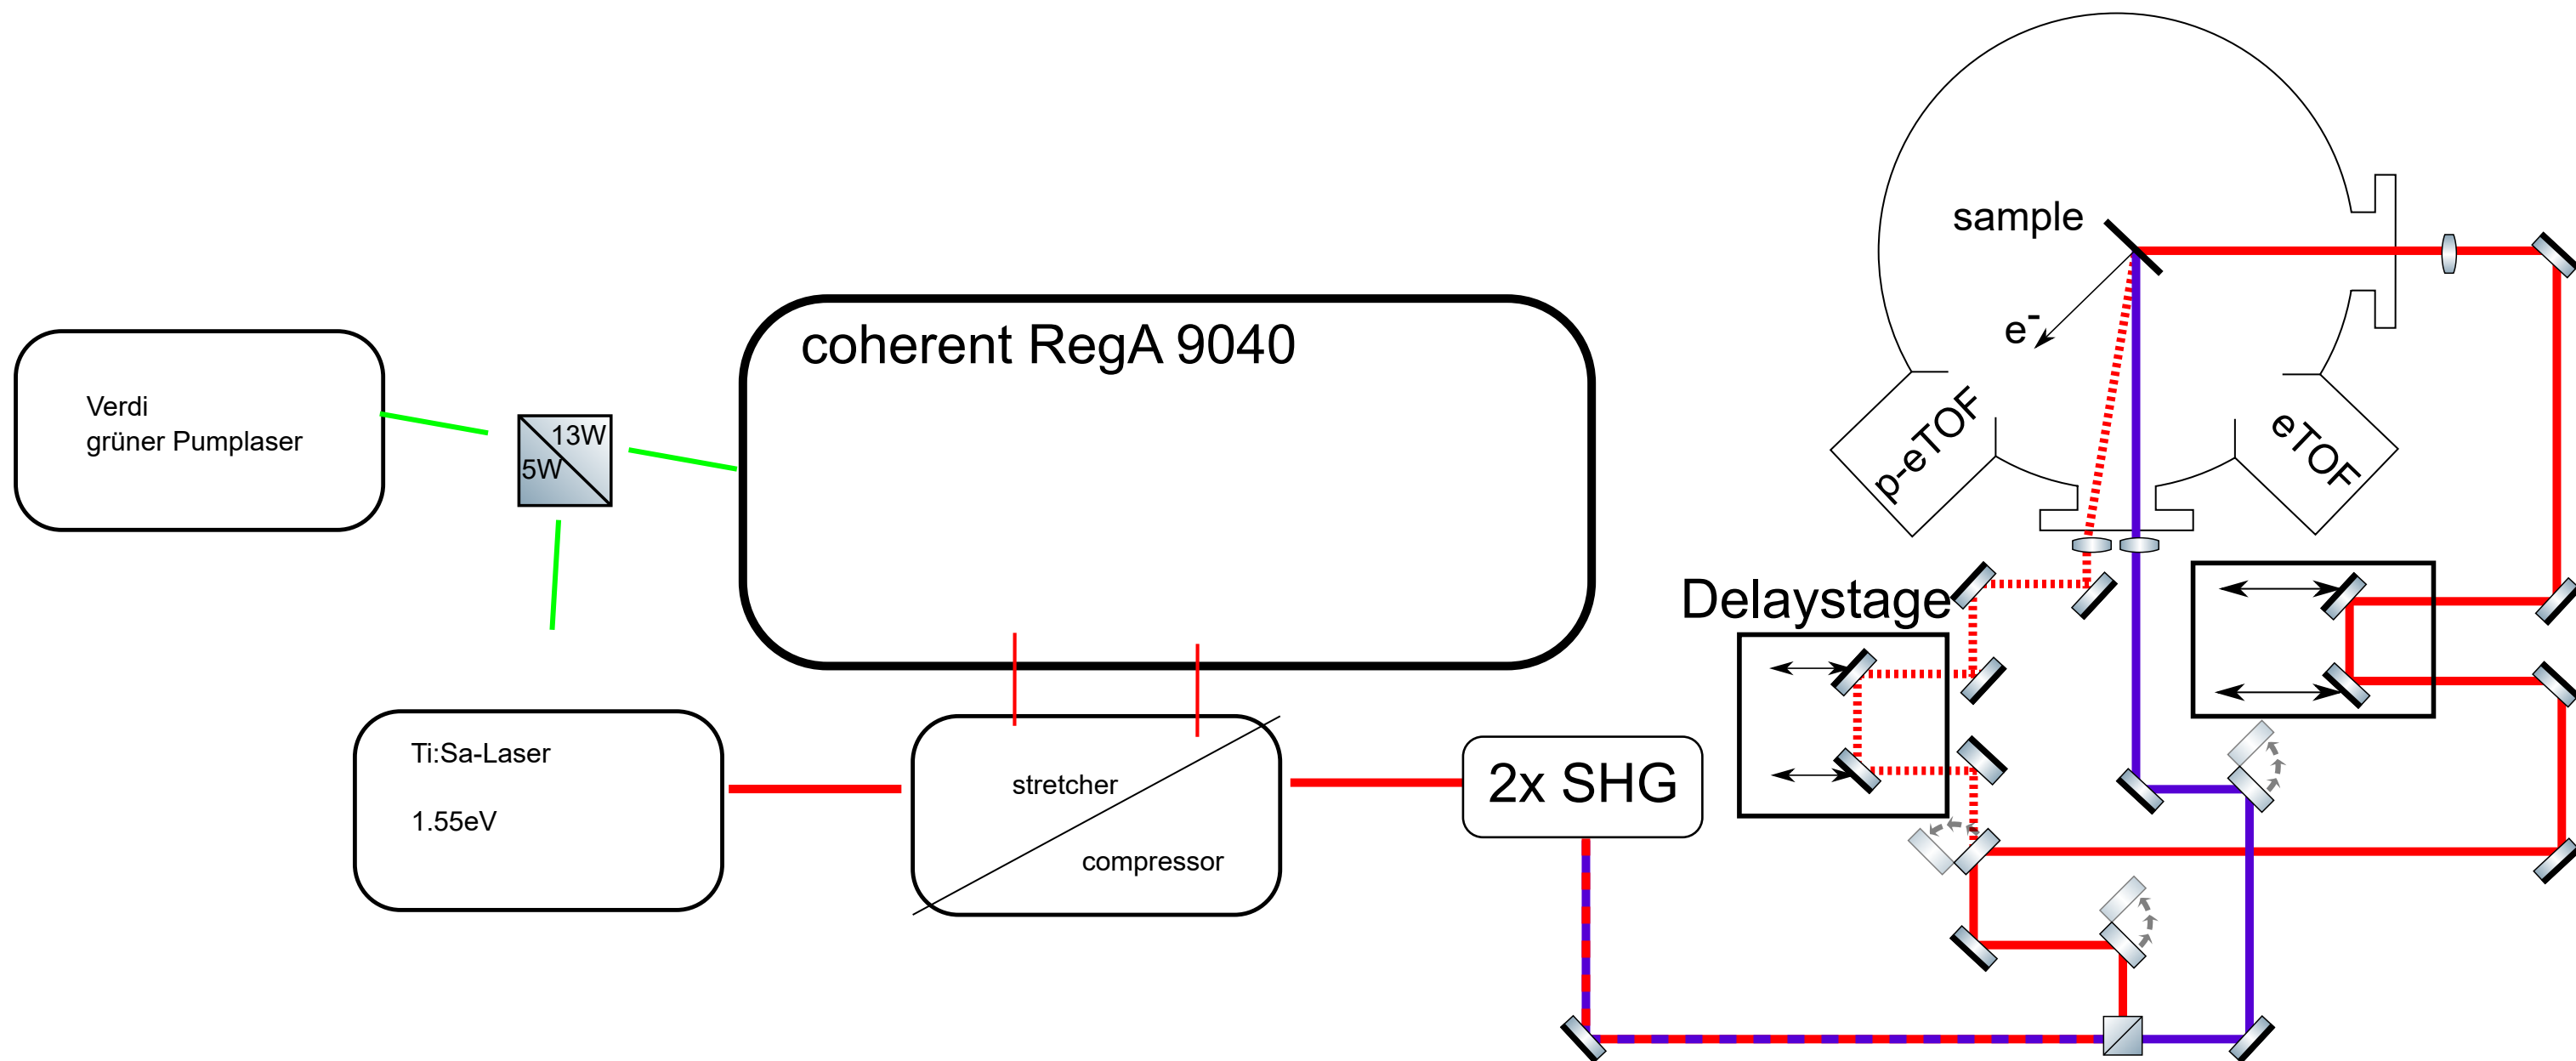 sample
e-
coherent RegA 9040
Verdi
grüner Pumplaser
13W
5W
p-eTOF
eTOF
Delaystage
Ti:Sa-Laser
1.55eV
stretcher
compressor
2x SHG